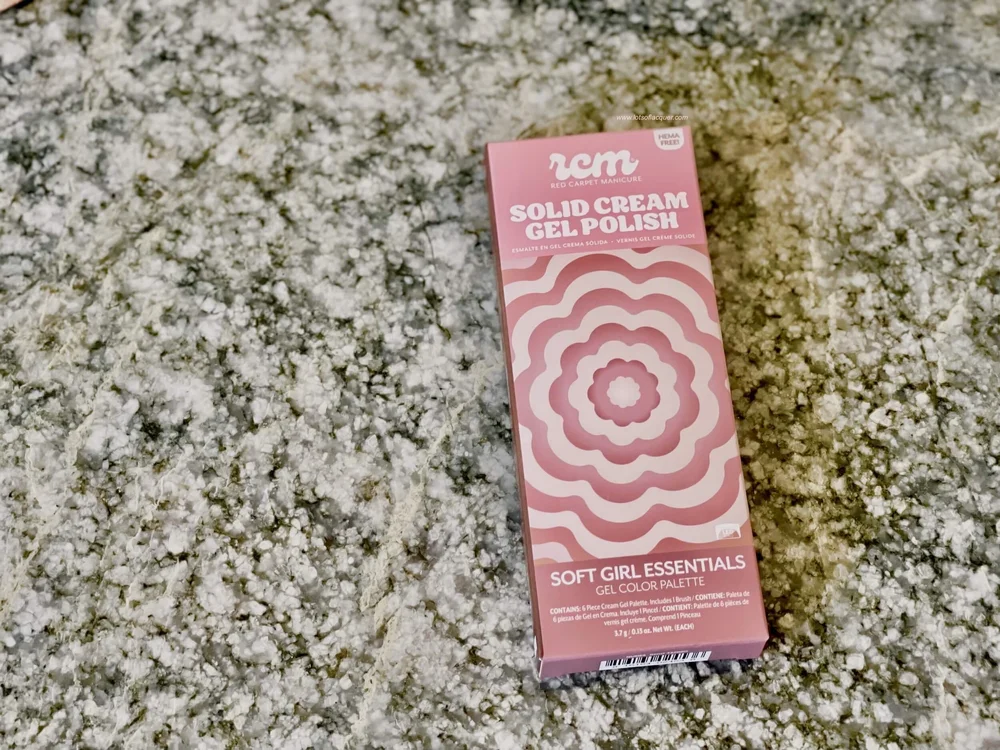 www.lotsoflacquer.com
HEMA
FREE!
rcm
RED CARPET MANICURE
SOLID CREAM
GEL POLISH
ESMALTE EN GEL CREMA SÓLIDA - VERNIS GEL CRÈME SOLIDE
SOFT GIRL ESSENTIALS
GEL COLOR PALETTE
CONTAINS: 6 Piece Cream Gel Palette. Includes 1 Brush / CONTIENE: Paleta de
6 piezas de Gel en Crema. Incluye 1 Pincel / CONTIENT: Palette de 6 pièces de
vernis gel crème. Comprend 1 Pinceau
3.7 g / 0.13 oz. Net Wt. (EACH)